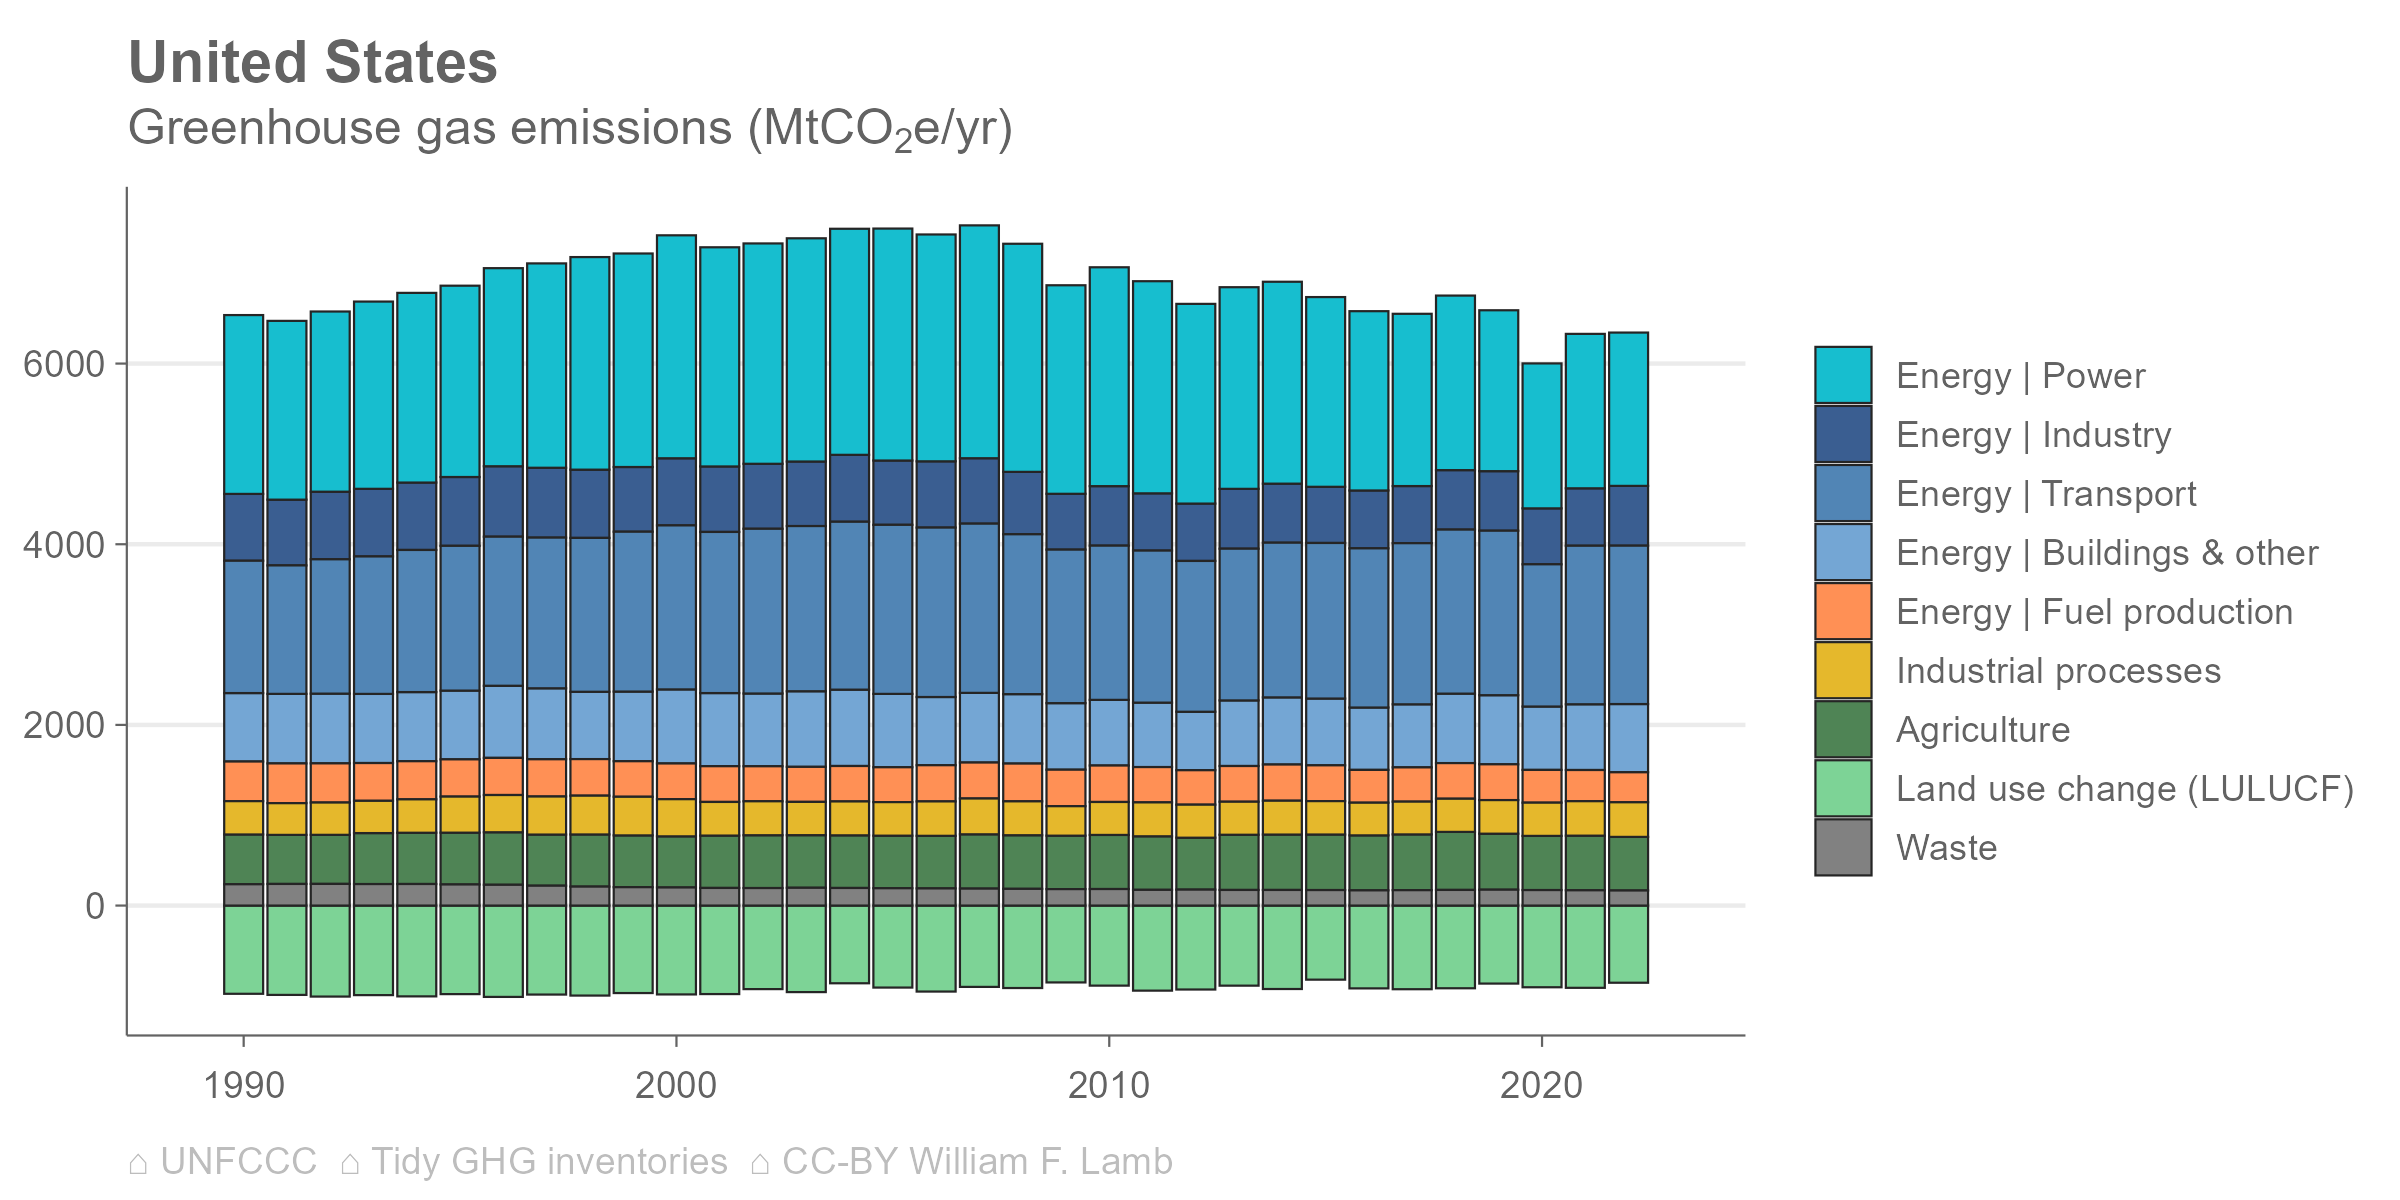 United States
Greenhouse gas emissions (MtCO₂e/yr)
6000
4000
2000
0
1990
2000
2010
2020
Energy | Power
Energy | Industry
Energy | Transport
Energy | Buildings & other
Energy | Fuel production
Industrial processes
Agriculture
Land use change (LULUCF)
Waste
⌂ UNFCCC ⌂ Tidy GHG inventories ⌂ CC-BY William F. Lamb